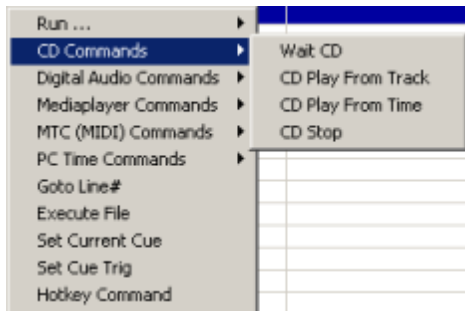 Run ...
CD Commands
Digital Audio Commands
Mediaplayer Commands
MTC (MIDI) Commands
PC Time Commands
Goto Line#
Execute File
Set Current Cue
Set Cue Trig
Hotkey Command
Wait CD
CD Play From Track
CD Play From Time
CD Stop